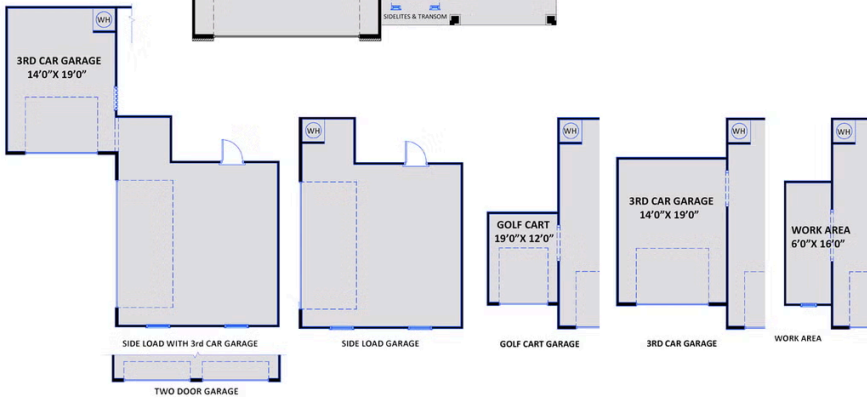 SIDELITES & TRANSOM
WH
3RD CAR GARAGE
14'0"X 19'0"
WH
WH
WH
WH
GOLF CART
19'0"X 12'0"
3RD CAR GARAGE
14'0"X 19'0"
WORK AREA
6'0"X 16'0"
SIDE LOAD WITH 3rd CAR GARAGE
SIDE LOAD GARAGE
GOLF CART GARAGE
3RD CAR GARAGE
WORK AREA
TWO DOOR GARAGE